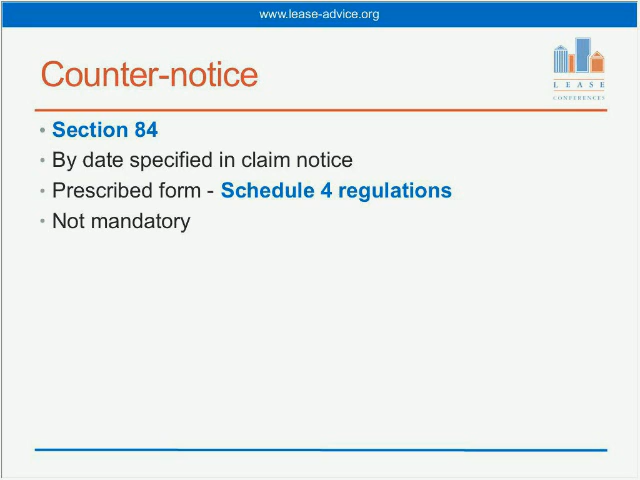 www.lease-advice.org
Counter-notice
LEASE
CONFERENCES
• Section 84
• By date specified in claim notice
• Prescribed form - Schedule 4 regulations
• Not mandatory